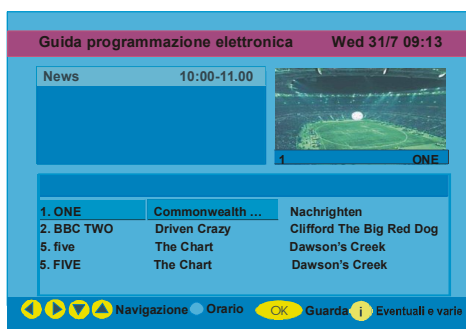 Guida programmazione elettronica Wed 31/7 09:13
News 10:00-11.00
1 ONE
1. ONE Commonwealth ... Nachrighten
2. BBC TWO Driven Crazy Clifford The Big Red Dog
5. five The Chart Dawson's Creek
5. FIVE The Chart Dawson's Creek
Navigazione Orario OK Guarda i Eventuali e varie